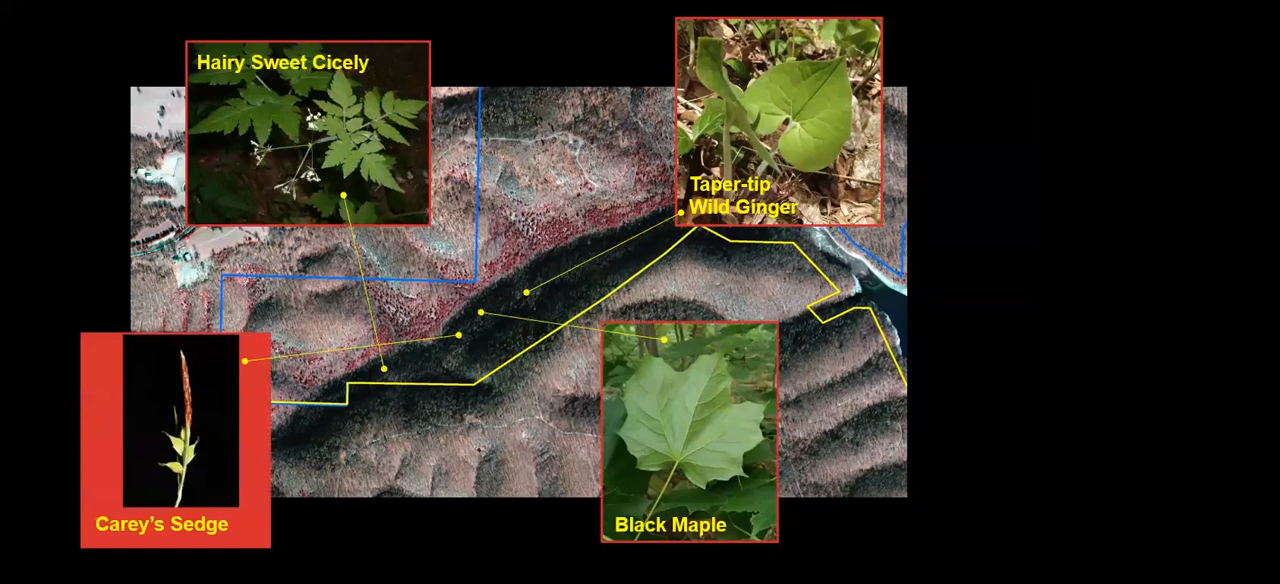 Hairy Sweet Cicely
Taper-tip
Wild Ginger
Carey's Sedge
Black Maple